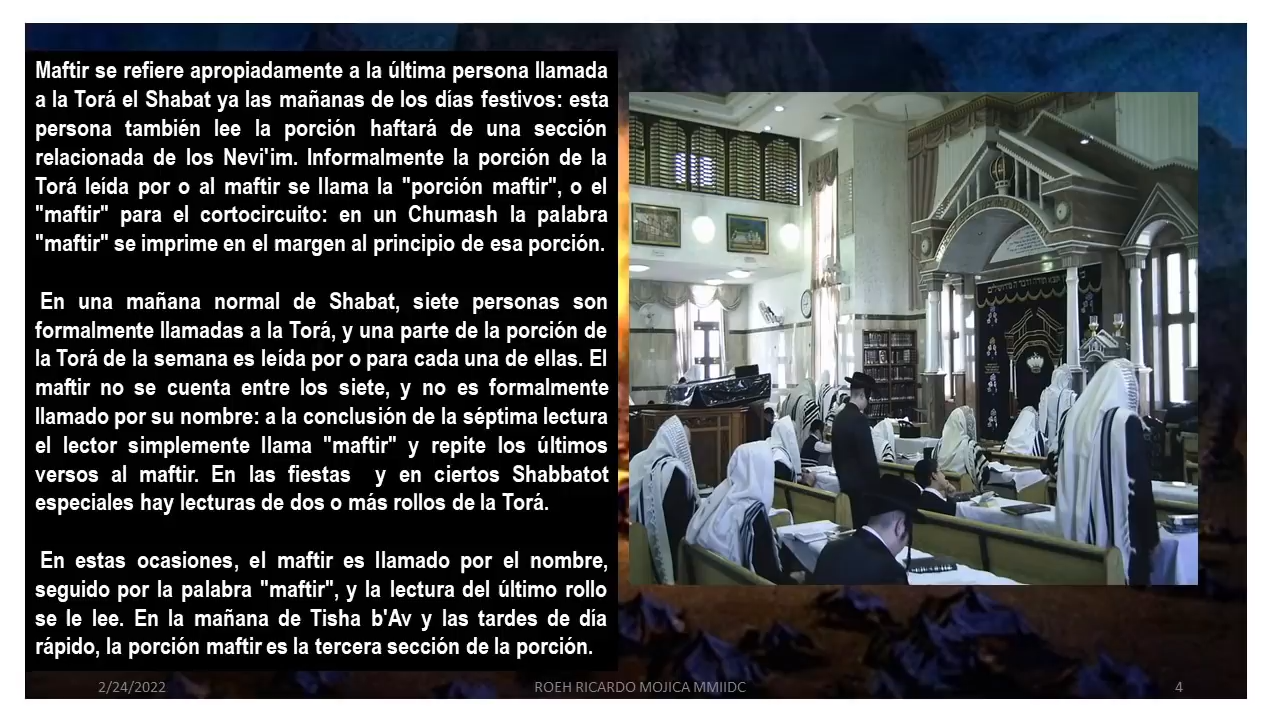 Maftir se refiere apropiadamente a la última persona llamada
a la Torá el Shabat ya las mañanas de los días festivos: esta
persona también lee la porción haftará de una sección
relacionada de los Nevi'im. Informalmente la porción de la
Torá leída por o al maftir se llama la "porción maftir", o el
"maftir" para el cortocircuito: en un Chumash la palabra
"maftir" se imprime en el margen al principio de esa porción.
En una mañana normal de Shabat, siete personas son
formalmente llamadas a la Torá, y una parte de la porción de
la Torá de la semana es leída por o para cada una de ellas. El
maftir no se cuenta entre los siete, y no es formalmente
llamado por su nombre: a la conclusión de la séptima lectura
el lector simplemente llama "maftir" y repite los últimos
versos al maftir. En las fiestas y en ciertos Shabbatot
especiales hay lecturas de dos o más rollos de la Torá.
En estas ocasiones, el maftir es llamado por el nombre,
seguido por la palabra "maftir", y la lectura del último rollo
se le lee. En la mañana de Tisha b'Av y las tardes de día
rápido, la porción maftir es la tercera sección de la porción.
2/24/2022
ROEH RICARDO MOJICA MMIIDC
4